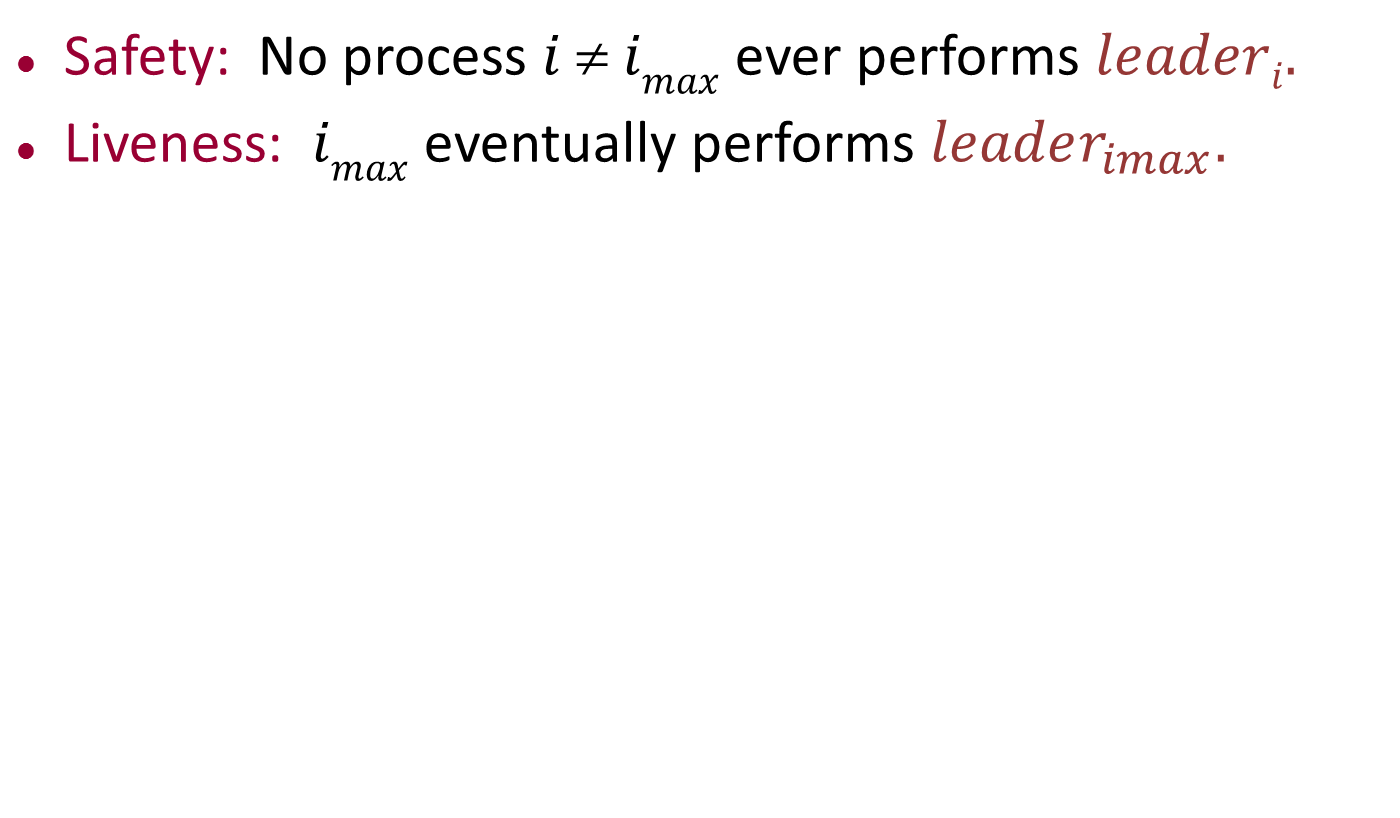 • Safety: No process i ≠ i_max ever performs leader_i.
• Liveness: i_max eventually performs leader_imax.